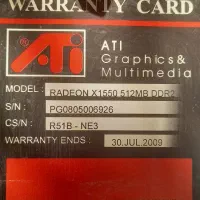 WARRANTY CARD
ATI
ATI
Graphics&
Multimedia
MODEL : RADEON X1550 512MB DDR2
S/N : PG0805006926
CS/N : R51B - NE3
WARRANTY ENDS : 30.JUL.2009